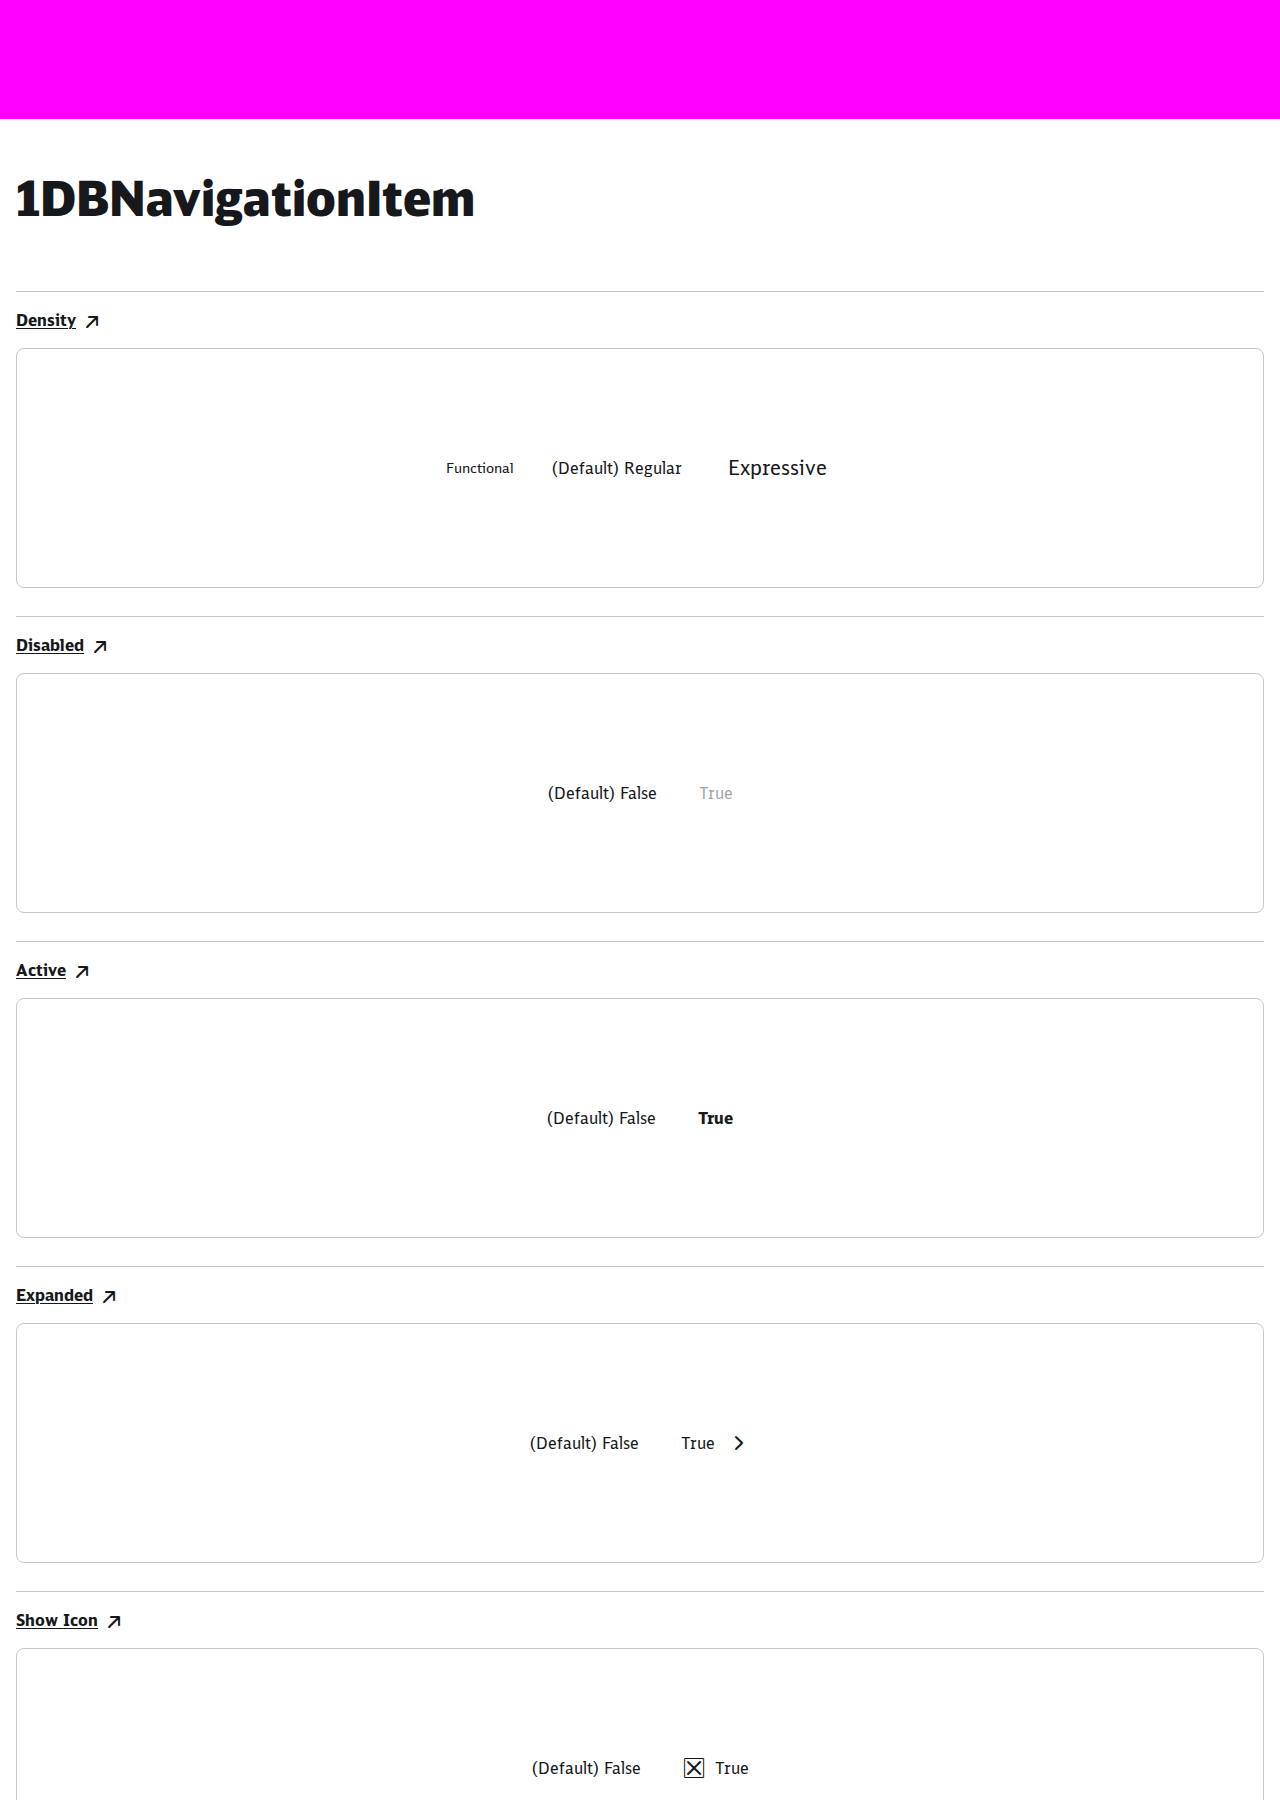 1DBNavigationItem
Density
Functional (Default) Regular Expressive
Disabled
(Default) False True
Active
(Default) False True
Expanded
(Default) False True
Show Icon
(Default) False True